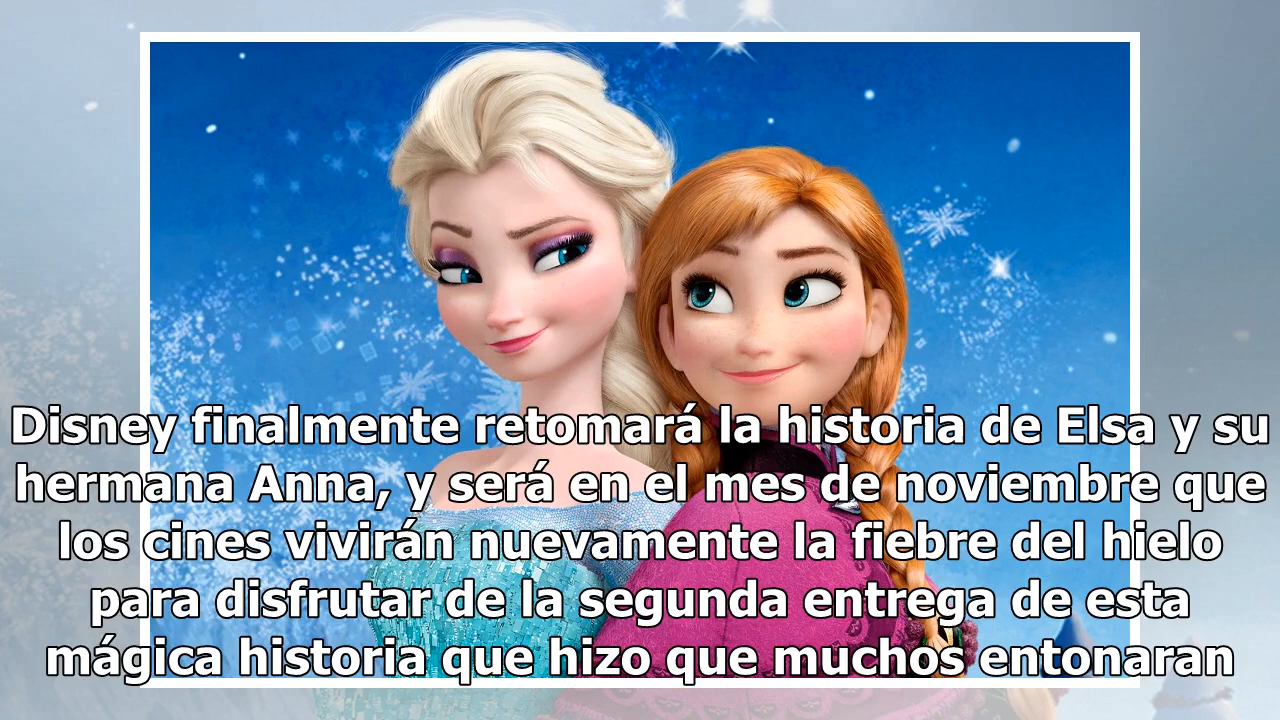 Disney finalmente retomará la historia de Elsa y su
hermana Anna, y será en el mes de noviembre que
los cines vivirán nuevamente la fiebre del hielo
para disfrutar de la segunda entrega de esta
mágica historia que hizo que muchos entonaran